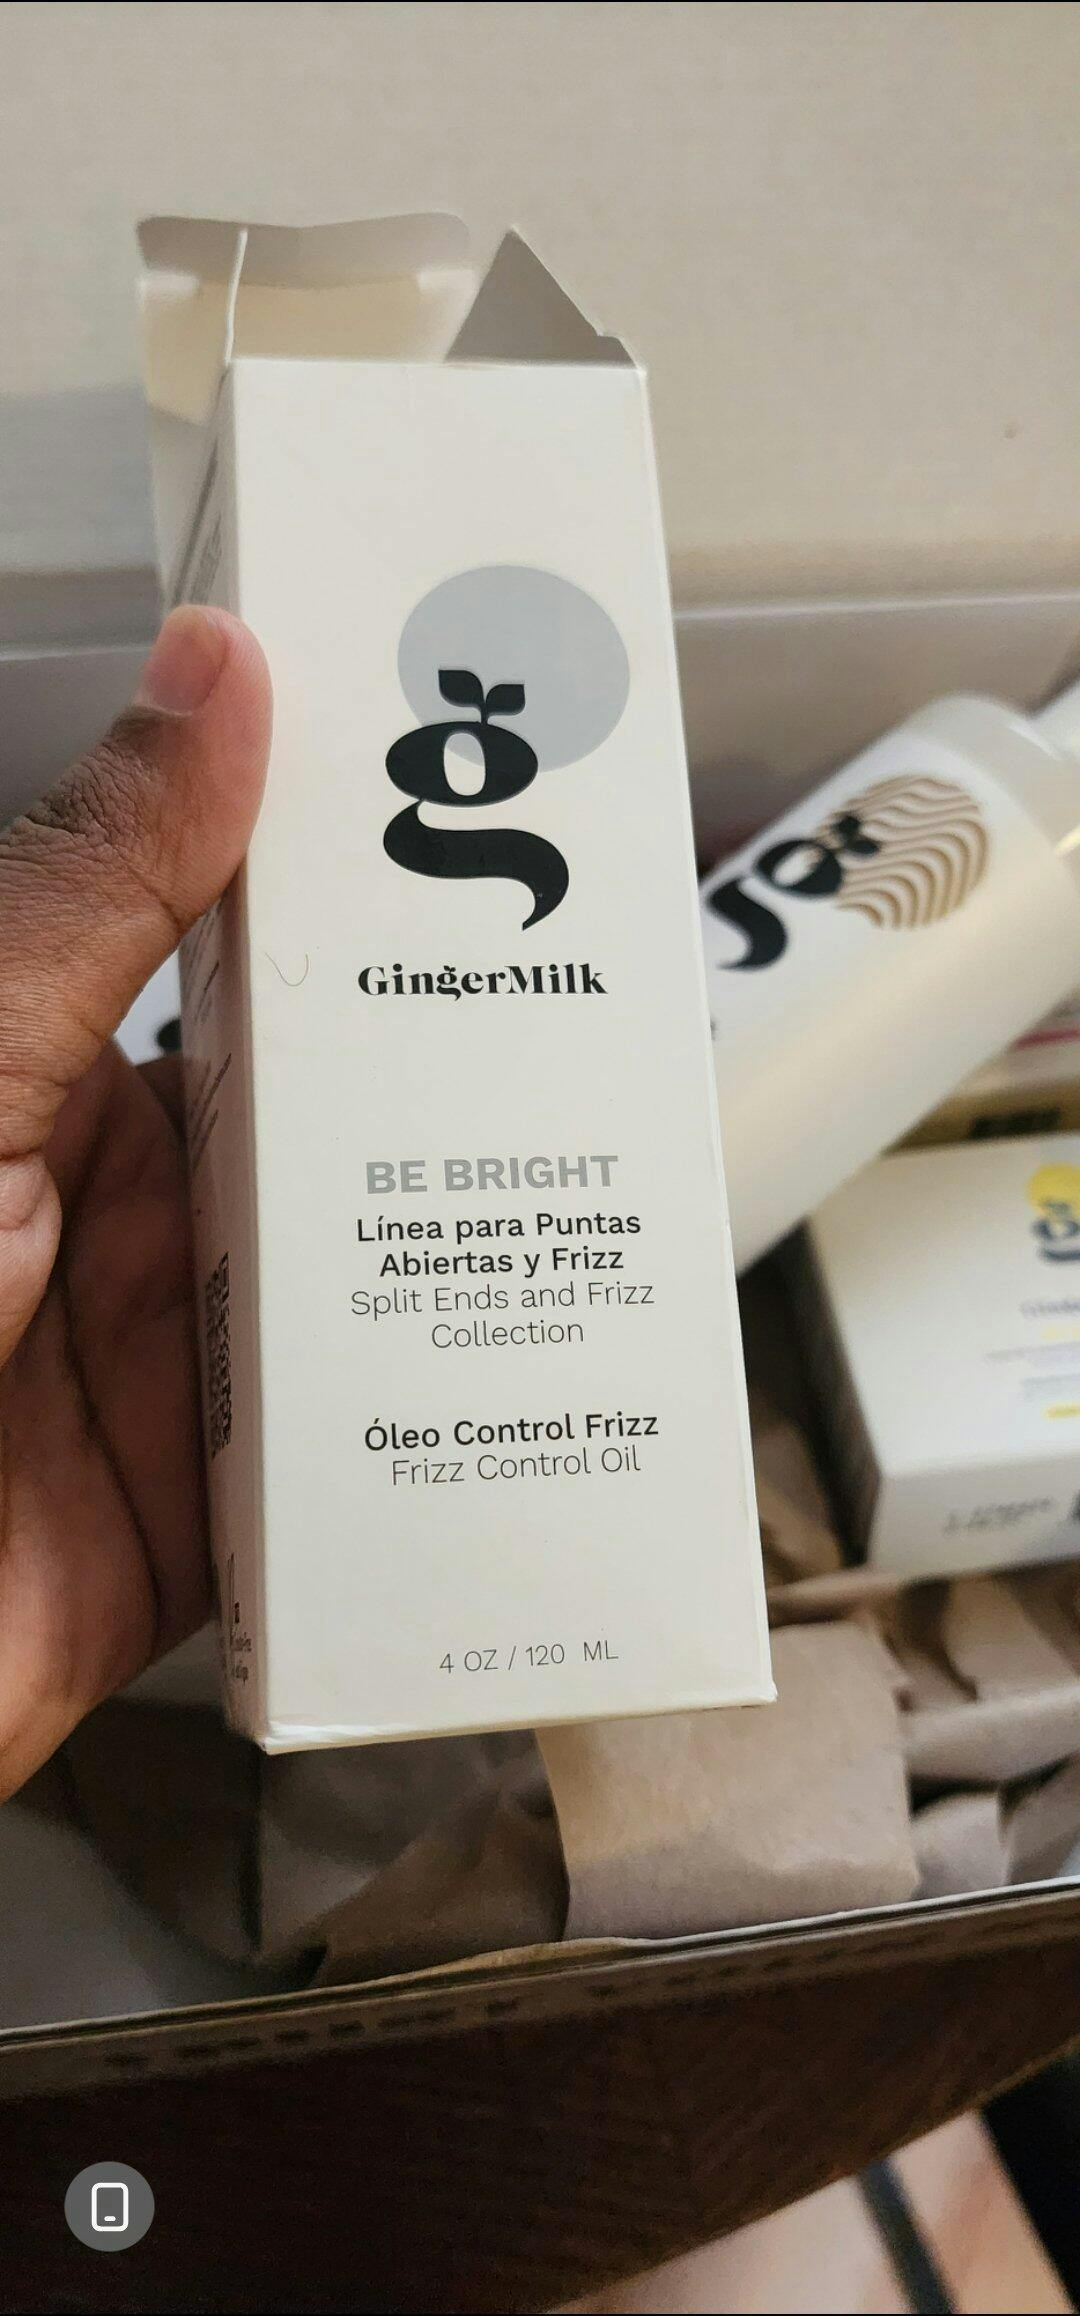 GingerMilk
BE BRIGHT
Línea para Puntas
Abiertas y Frizz
Split Ends and Frizz
Collection
Óleo Control Frizz
Frizz Control Oil
4 OZ / 120 ML